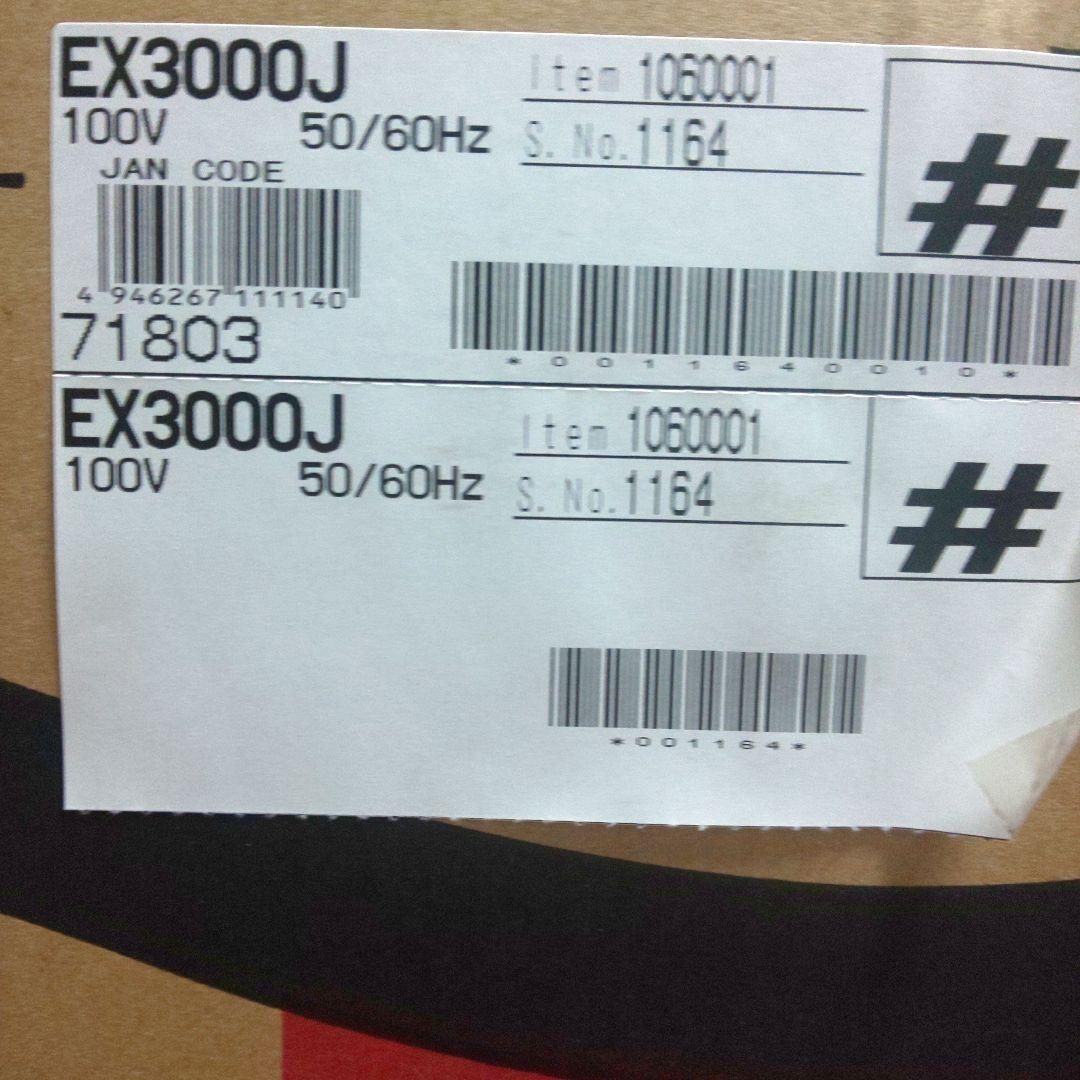 EX3000J
100V 50/60Hz
Item 1060001
S. No. 1164
#
JAN CODE
4 946267 111140
71803
*0011640010*
EX3000J
100V 50/60Hz
Item 1060001
S. No. 1164
#
*001164*